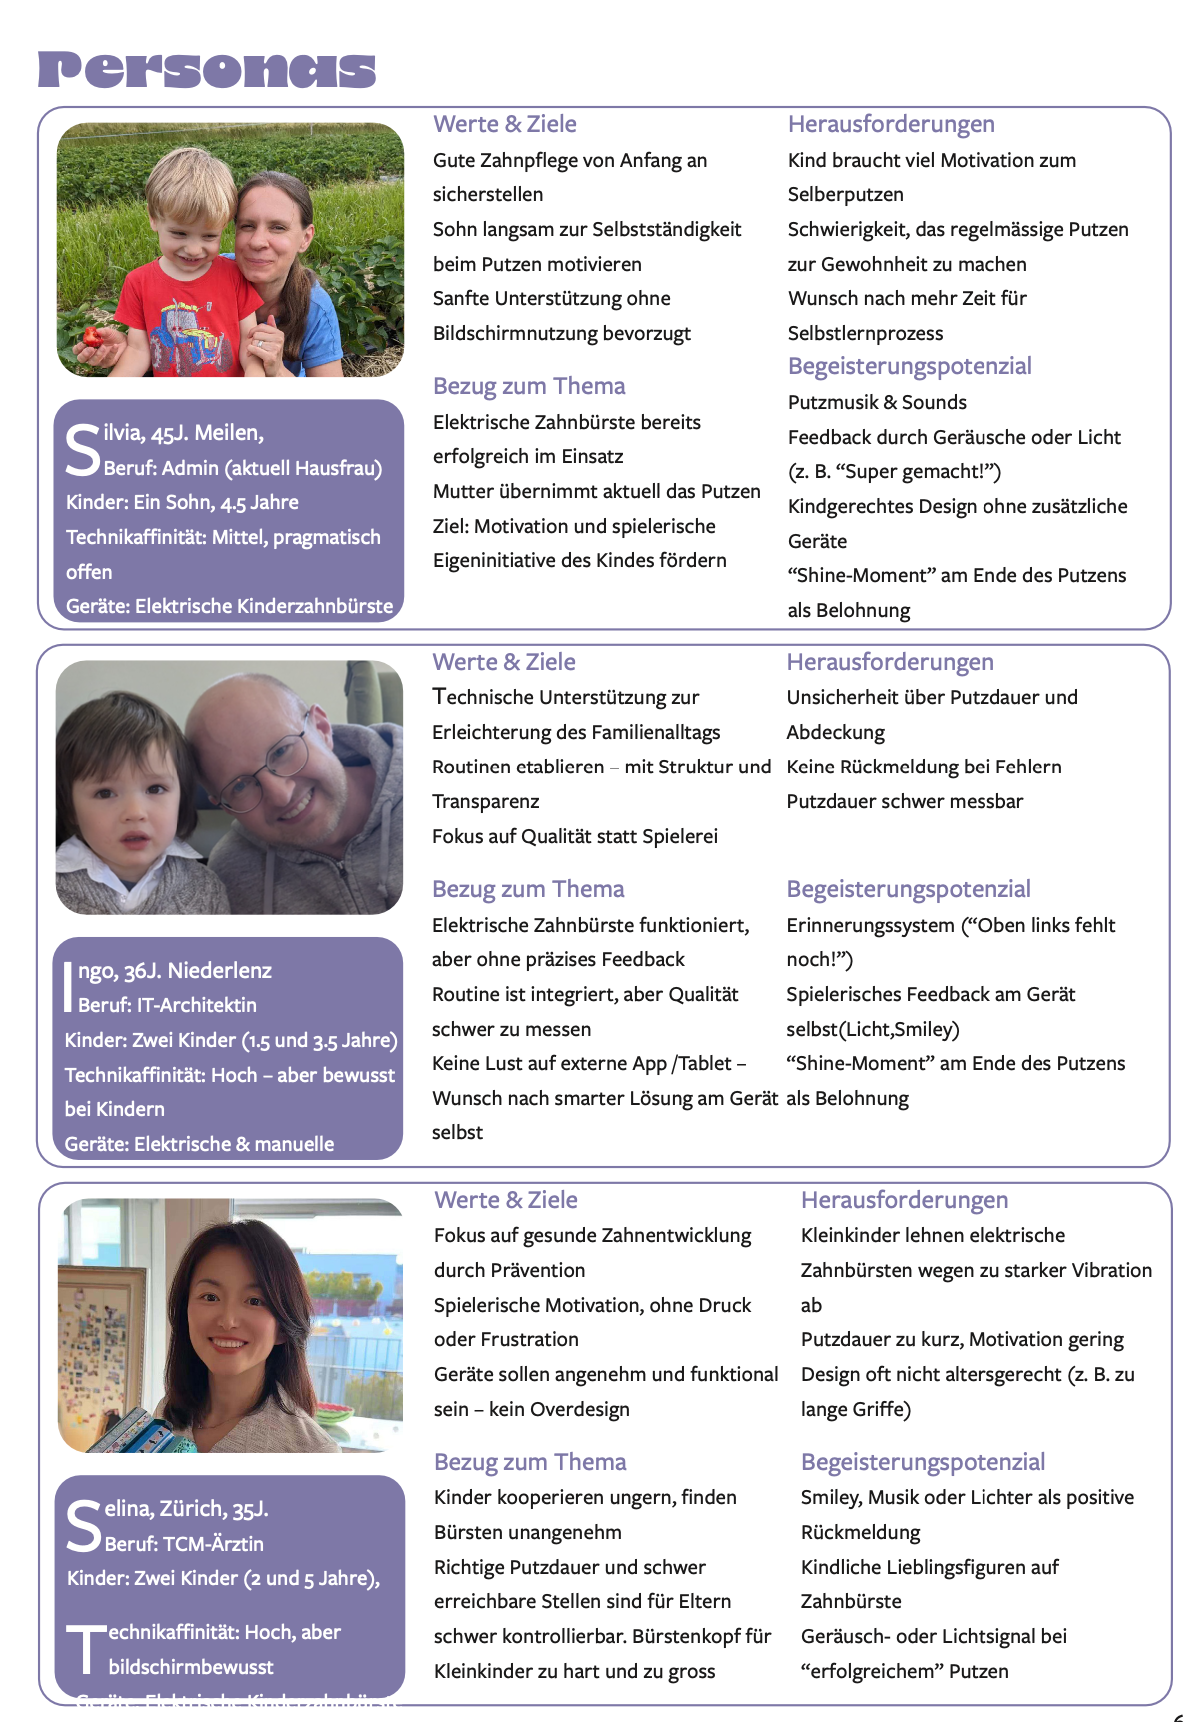 Personas
Silvia, 45J. Meilen,
Beruf: Admin (aktuell Hausfrau)
Kinder: Ein Sohn, 4.5 Jahre
Technikaffinität: Mittel, pragmatisch
offen
Geräte: Elektrische Kinderzahnbürste
Werte & Ziele
Gute Zahnpflege von Anfang an
sicherstellen
Sohn langsam zur Selbstständigkeit
beim Putzen motivieren
Sanfte Unterstützung ohne
Bildschirmnutzung bevorzugt
Bezug zum Thema
Elektrische Zahnbürste bereits
erfolgreich im Einsatz
Mutter übernimmt aktuell das Putzen
Ziel: Motivation und spielerische
Eigeninitiative des Kindes fördern
Herausforderungen
Kind braucht viel Motivation zum
Selberputzen
Schwierigkeit, das regelmässige Putzen
zur Gewohnheit zu machen
Wunsch nach mehr Zeit für
Selbstlernprozess
Begeisterungspotenzial
Putzmusik & Sounds
Feedback durch Geräusche oder Licht
(z. B. “Super gemacht!”)
Kindgerechtes Design ohne zusätzliche
Geräte
“Shine-Moment” am Ende des Putzens
als Belohnung
Ingo, 36J. Niederlenz
Beruf: IT-Architektin
Kinder: Zwei Kinder (1.5 und 3.5 Jahre)
Technikaffinität: Hoch – aber bewusst
bei Kindern
Geräte: Elektrische & manuelle
Werte & Ziele
Technische Unterstützung zur
Erleichterung des Familienalltags
Routinen etablieren – mit Struktur und
Transparenz
Fokus auf Qualität statt Spielerei
Bezug zum Thema
Elektrische Zahnbürste funktioniert,
aber ohne präzises Feedback
Routine ist integriert, aber Qualität
schwer zu messen
Keine Lust auf externe App /Tablet –
Wunsch nach smarter Lösung am Gerät
selbst
Herausforderungen
Unsicherheit über Putzdauer und
Abdeckung
Keine Rückmeldung bei Fehlern
Putzdauer schwer messbar
Begeisterungspotenzial
Erinnerungssystem (“Oben links fehlt
noch!”)
Spielerisches Feedback am Gerät
selbst(Licht,Smiley)
“Shine-Moment” am Ende des Putzens
als Belohnung
Selina, Zürich, 35J.
Beruf: TCM-Ärztin
Kinder: Zwei Kinder (2 und 5 Jahre),
Technikaffinität: Hoch, aber
bildschirmbewusst
Geräte: Elektrische Kinderzahnbürste
Werte & Ziele
Fokus auf gesunde Zahnentwicklung
durch Prävention
Spielerische Motivation, ohne Druck
oder Frustration
Geräte sollen angenehm und funktional
sein – kein Overdesign
Bezug zum Thema
Kinder kooperieren ungern, finden
Bürsten unangenehm
Richtige Putzdauer und schwer
erreichbare Stellen sind für Eltern
schwer kontrollierbar. Bürstenkopf für
Kleinkinder zu hart und zu gross
Herausforderungen
Kleinkinder lehnen elektrische
Zahnbürsten wegen zu starker Vibration
ab
Putzdauer zu kurz, Motivation gering
Design oft nicht altersgerecht (z. B. zu
lange Griffe)
Begeisterungspotenzial
Smiley, Musik oder Lichter als positive
Rückmeldung
Kindliche Lieblingsfiguren auf
Zahnbürste
Geräusch- oder Lichtsignal bei
“erfolgreichem” Putzen